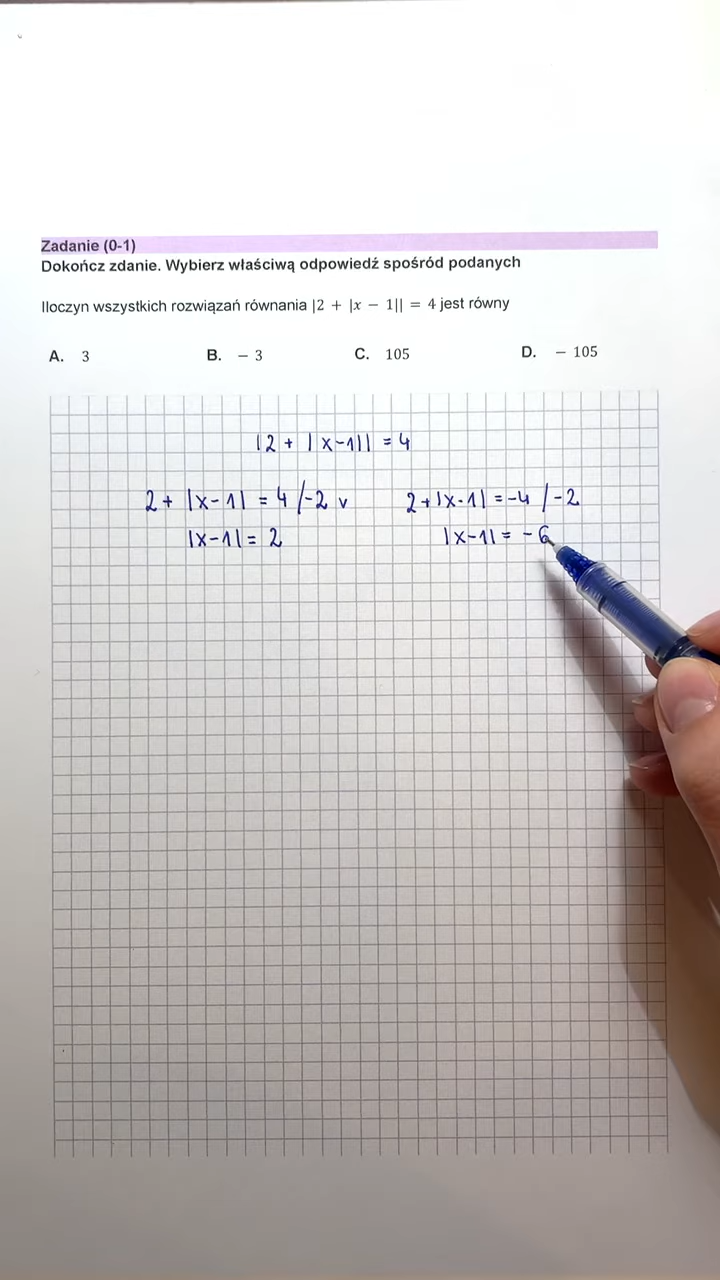 Zadanie (0-1)
Dokończ zdanie. Wybierz właściwą odpowiedź spośród podanych
Iloczyn wszystkich rozwiązań równania |2 + |x − 1|| = 4 jest równy
A. 3 B. − 3 C. 105 D. − 105
|2 + |x-1|| = 4
2 + |x-1| = 4 /-2 v 2+|x-1| = -4 /-2
|x-1| = 2 |x-1| = -6